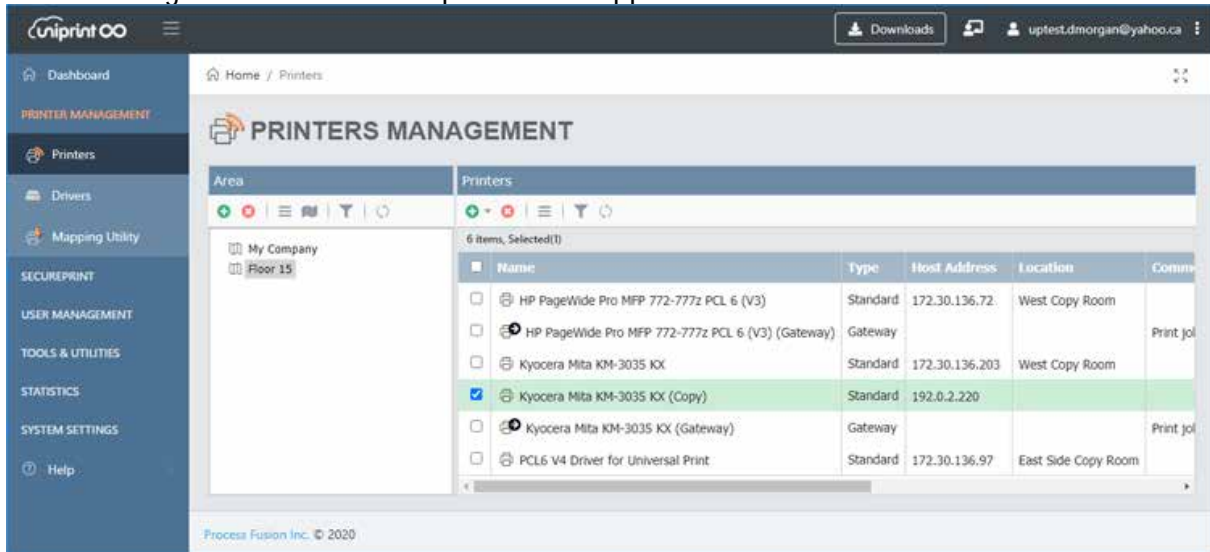 uniprint
Downloads
uptest.dmorgan@yahoo.ca
Dashboard
Home / Printers
PRINTER MANAGEMENT
PRINTERS MANAGEMENT
Printers
Area
Printers
Drivers
Mapping Utility
6 items, Selected(1)
My Company
Floor 15
Name Type Host Address Location
SECUREPRINT
HP PageWide Pro MFP 772-777z PCL 6 (V3) Standard 172.30.136.72 West Copy Room
USER MANAGEMENT
HP PageWide Pro MFP 772-777z PCL 6 (V3) (Gateway) Gateway Print
TOOLS & UTILITIES
Kyocera Mita KM-3035 KX Standard 172.30.136.203 West Copy Room
STATISTICS
Kyocera Mita KM-3035 KX (Copy) Standard 192.0.2.220
SYSTEM SETTINGS
Kyocera Mita KM-3035 KX (Gateway) Gateway Print
Help
PCL6 V4 Driver for Universal Print Standard 172.30.136.97 East Side Copy Room
Process Fusion Inc. © 2020